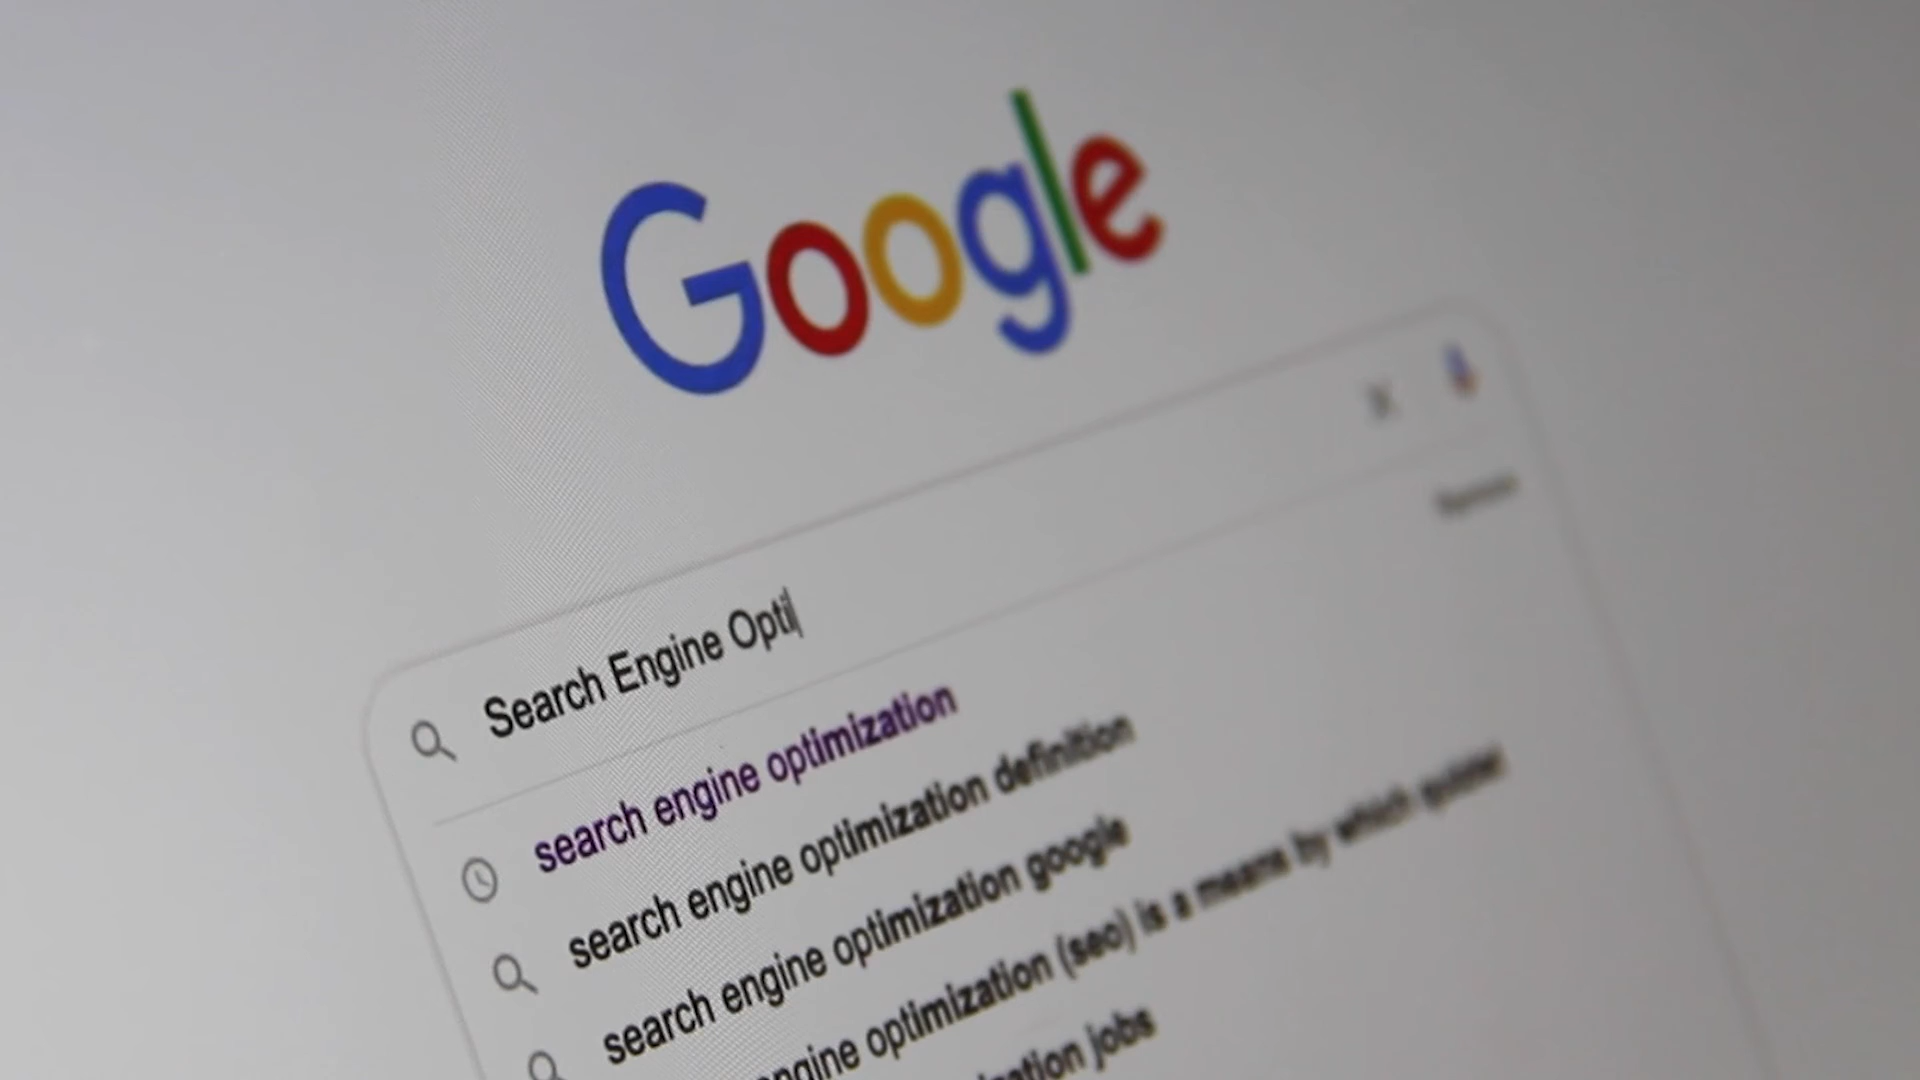 Google
Search Engine Opti
search engine optimization
search engine optimization definition
search engine optimization google
engine optimization (seo) is a means by which
optimization jobs